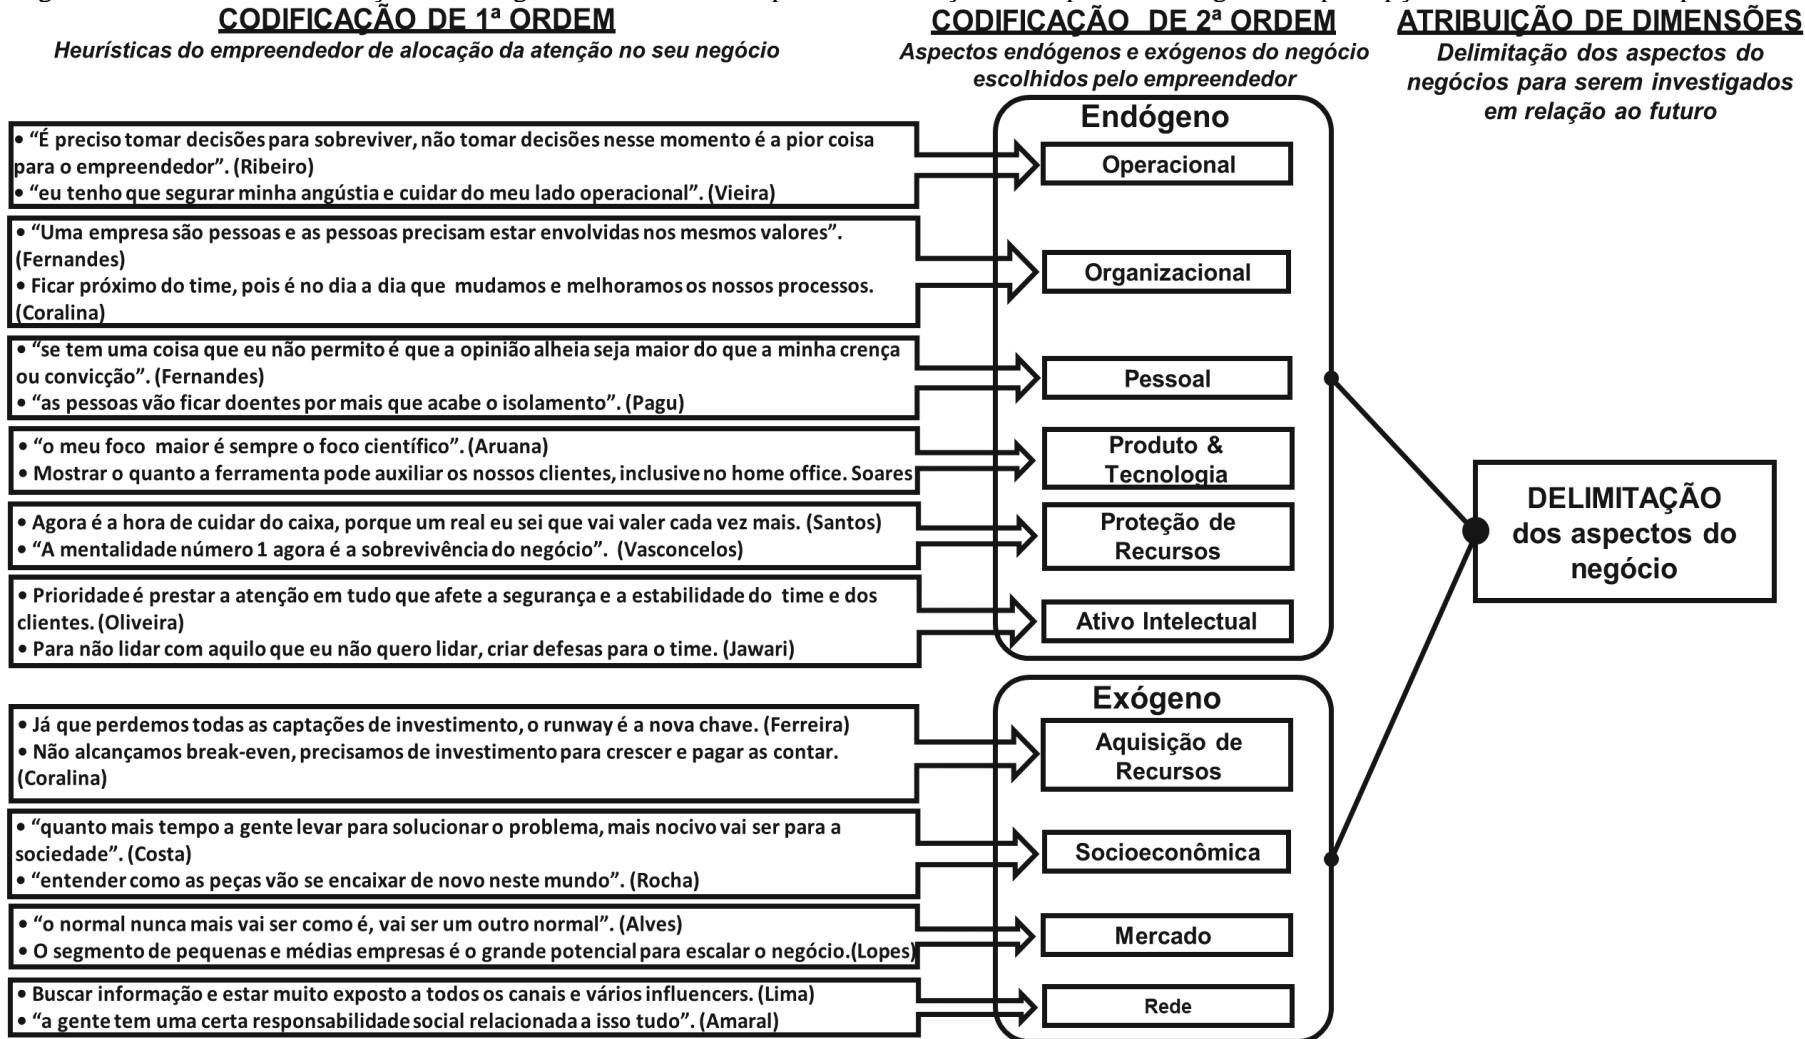 CODIFICAÇÃO DE 1ª ORDEM
Heurísticas do empreendedor de alocação da atenção no seu negócio
CODIFICAÇÃO DE 2ª ORDEM
Aspectos endógenos e exógenos do negócio
escolhidos pelo empreendedor
ATRIBUIÇÃO DE DIMENSÕES
Delimitação dos aspectos do
negócios para serem investigados
em relação ao futuro
Endógeno
• “É preciso tomar decisões para sobreviver, não tomar decisões nesse momento é a pior coisa
para o empreendedor”. (Ribeiro)
• “eu tenho que segurar minha angústia e cuidar do meu lado operacional”. (Vieira)
Operacional
• “Uma empresa são pessoas e as pessoas precisam estar envolvidas nos mesmos valores”.
(Fernandes)
• Ficar próximo do time, pois é no dia a dia que mudamos e melhoramos os nossos processos.
(Coralina)
Organizacional
• “se tem uma coisa que eu não permito é que a opinião alheia seja maior do que a minha crença
ou convicção”. (Fernandes)
• “as pessoas vão ficar doentes por mais que acabe o isolamento”. (Pagu)
Pessoal
• “o meu foco maior é sempre o foco científico”. (Aruana)
• Mostrar o quanto a ferramenta pode auxiliar os nossos clientes, inclusive no home office. Soares
Produto &
Tecnologia
• Agora é a hora de cuidar do caixa, porque um real eu sei que vai valer cada vez mais. (Santos)
• “A mentalidade número 1 agora é a sobrevivência do negócio”. (Vasconcelos)
Proteção de
Recursos
• Prioridade é prestar a atenção em tudo que afete a segurança e a estabilidade do time e dos
clientes. (Oliveira)
• Para não lidar com aquilo que eu não quero lidar, criar defesas para o time. (Jawari)
Ativo Intelectual
Exógeno
• Já que perdemos todas as captações de investimento, o runway é a nova chave. (Ferreira)
• Não alcançamos break-even, precisamos de investimento para crescer e pagar as contar.
(Coralina)
Aquisição de
Recursos
• “quanto mais tempo a gente levar para solucionar o problema, mais nocivo vai ser para a
sociedade”. (Costa)
• “entender como as peças vão se encaixar de novo neste mundo”. (Rocha)
Socioeconômica
• “o normal nunca mais vai ser como é, vai ser um outro normal”. (Alves)
• O segmento de pequenas e médias empresas é o grande potencial para escalar o negócio.(Lopes)
Mercado
• Buscar informação e estar muito exposto a todos os canais e vários influencers. (Lima)
• “a gente tem uma certa responsabilidade social relacionada a isso tudo”. (Amaral)
Rede
DELIMITAÇÃO
dos aspectos do
negócio